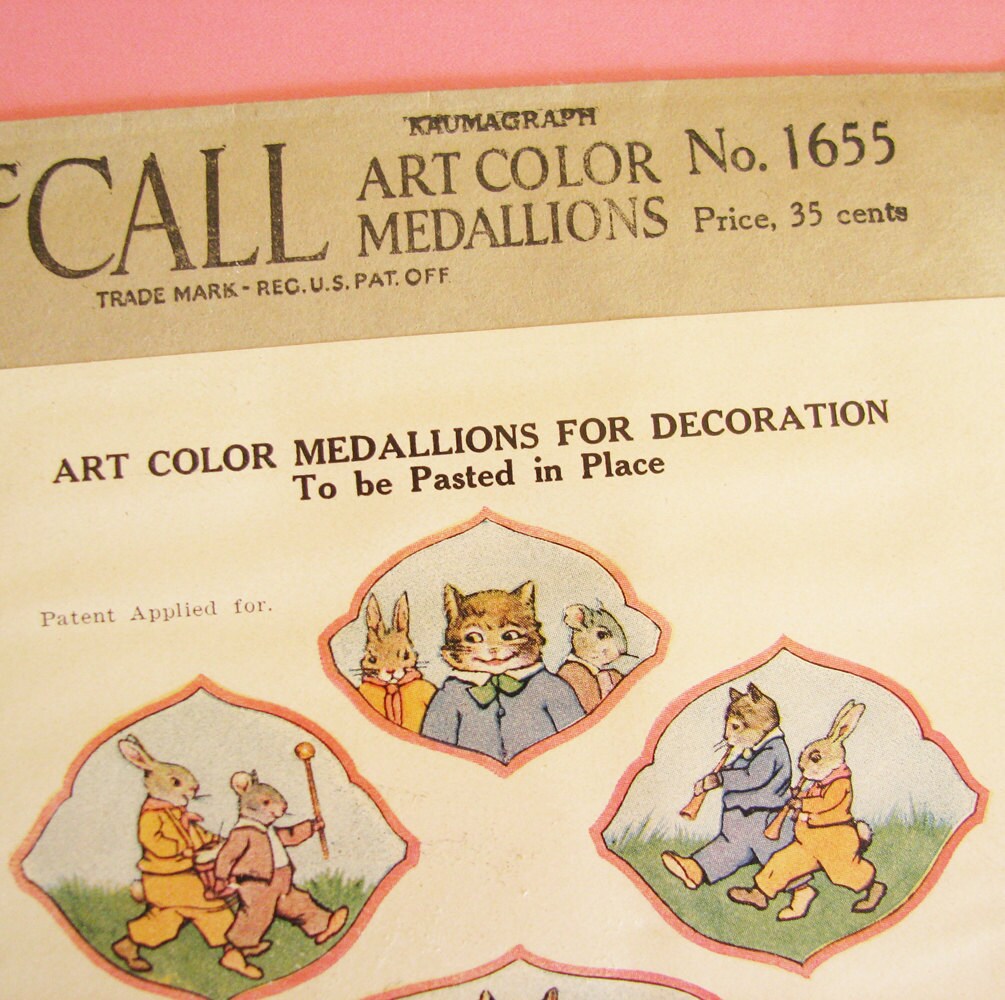 KAUMAGRAPH
cCALL ART COLOR No. 1655
MEDALLIONS Price, 35 cents
TRADE MARK - REG. U.S. PAT. OFF
ART COLOR MEDALLIONS FOR DECORATION
To be Pasted in Place
Patent Applied for.